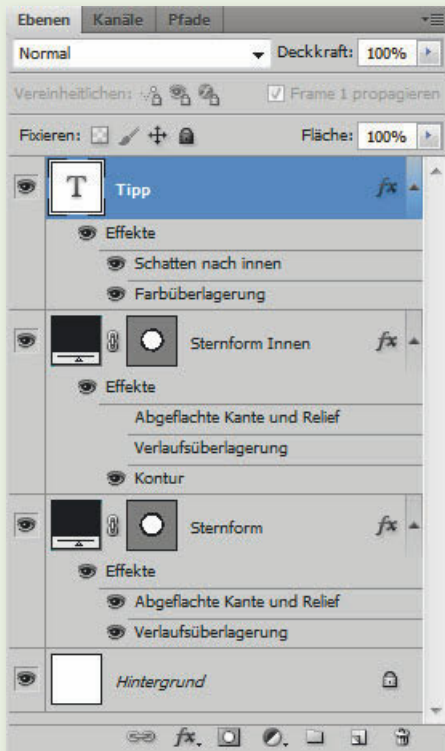 Ebenen Kanäle Pfade
Normal Deckkraft: 100%
Vereinheitlichen: Frame 1 propagieren
Fixieren: Fläche: 100%
T Tipp fx
Effekte
Schatten nach innen
Farbüberlagerung
Sternform Innen fx
Effekte
Abgeflachte Kante und Relief
Verlaufsüberlagerung
Kontur
Sternform fx
Effekte
Abgeflachte Kante und Relief
Verlaufsüberlagerung
Hintergrund
fx.